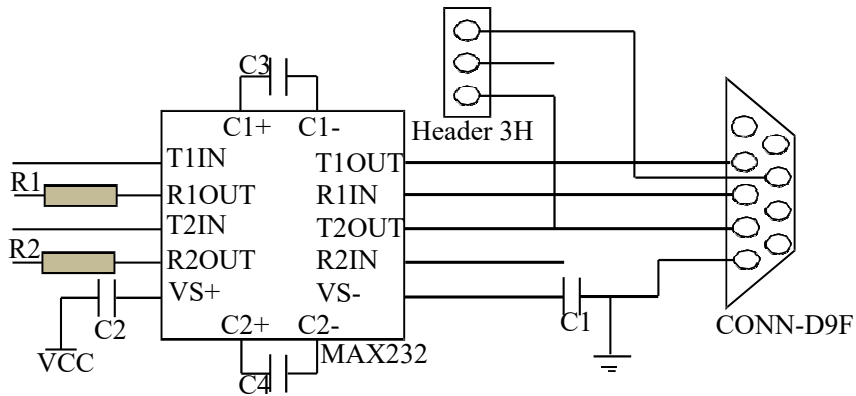 C3
C1+ C1-
Header 3H
T1IN T1OUT
R1 R1OUT R1IN
T2IN T2OUT
R2 R2OUT R2IN
VS+ VS-
C2 C1
C2+ C2-
CONN-D9F
VCC MAX232
C4